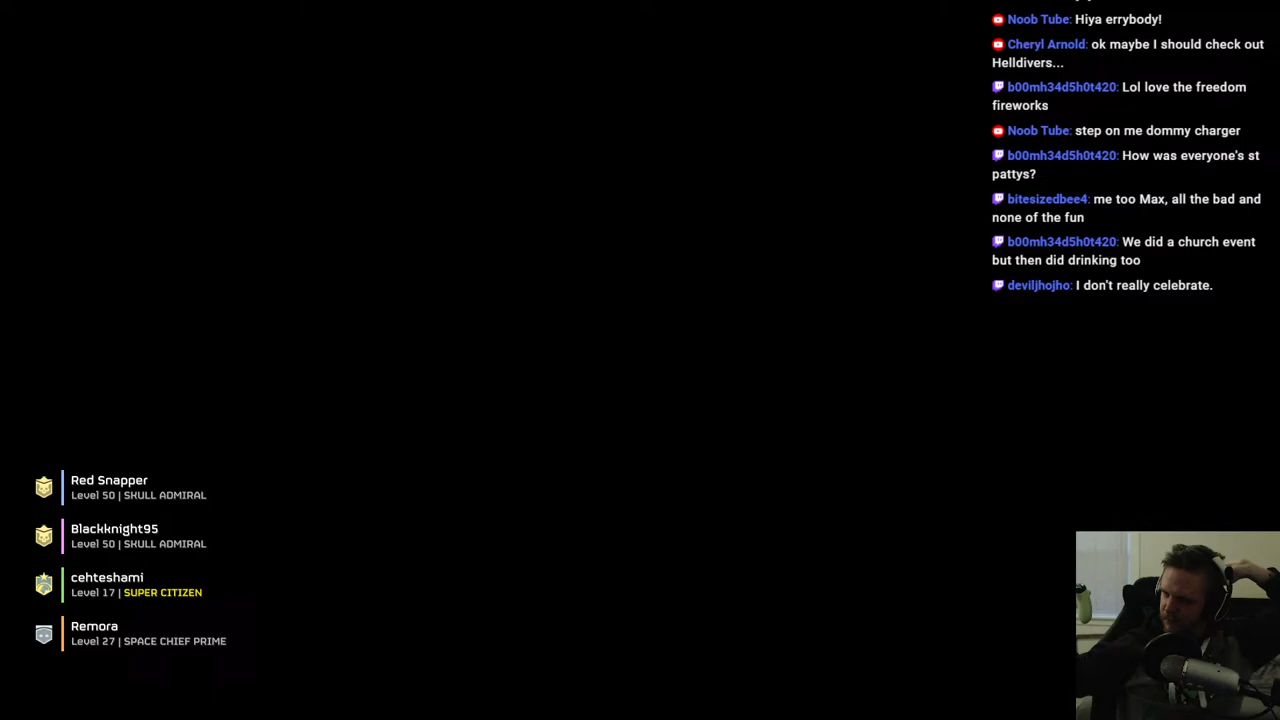 Noob Tube: Hiya errybody!
Cheryl Arnold: ok maybe I should check out
Helldivers...
b00mh34d5h0t420: Lol love the freedom
fireworks
Noob Tube: step on me dommy charger
b00mh34d5h0t420: How was everyone's st
pattys?
bitesizedbee4: me too Max, all the bad and
none of the fun
b00mh34d5h0t420: We did a church event
but then did drinking too
deviljhojho: I don't really celebrate.
Red Snapper
Level 50 | SKULL ADMIRAL
Blackknight95
Level 50 | SKULL ADMIRAL
cehteshami
Level 17 | SUPER CITIZEN
Remora
Level 27 | SPACE CHIEF PRIME